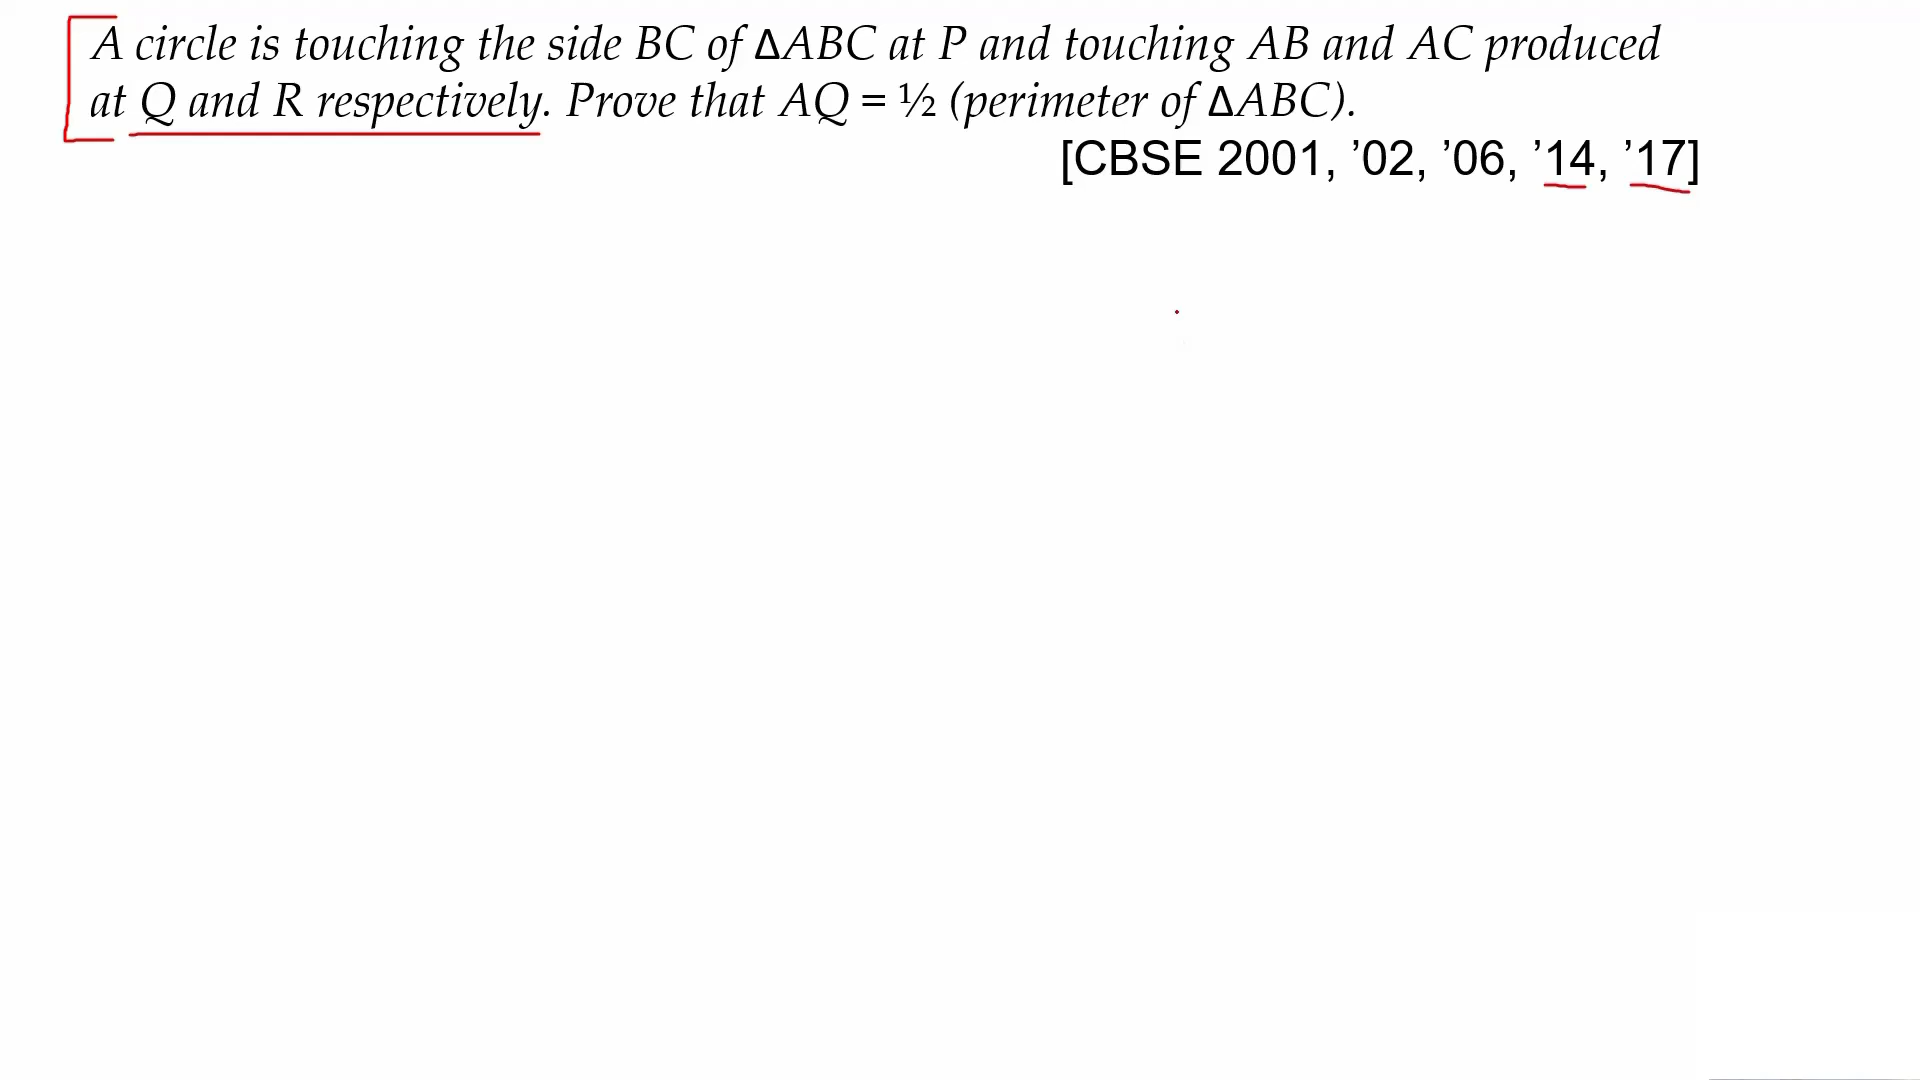 A circle is touching the side BC of ΔABC at P and touching AB and AC produced
at Q and R respectively. Prove that AQ = ½ (perimeter of ΔABC).
[CBSE 2001, ’02, ’06, ’14, ’17]